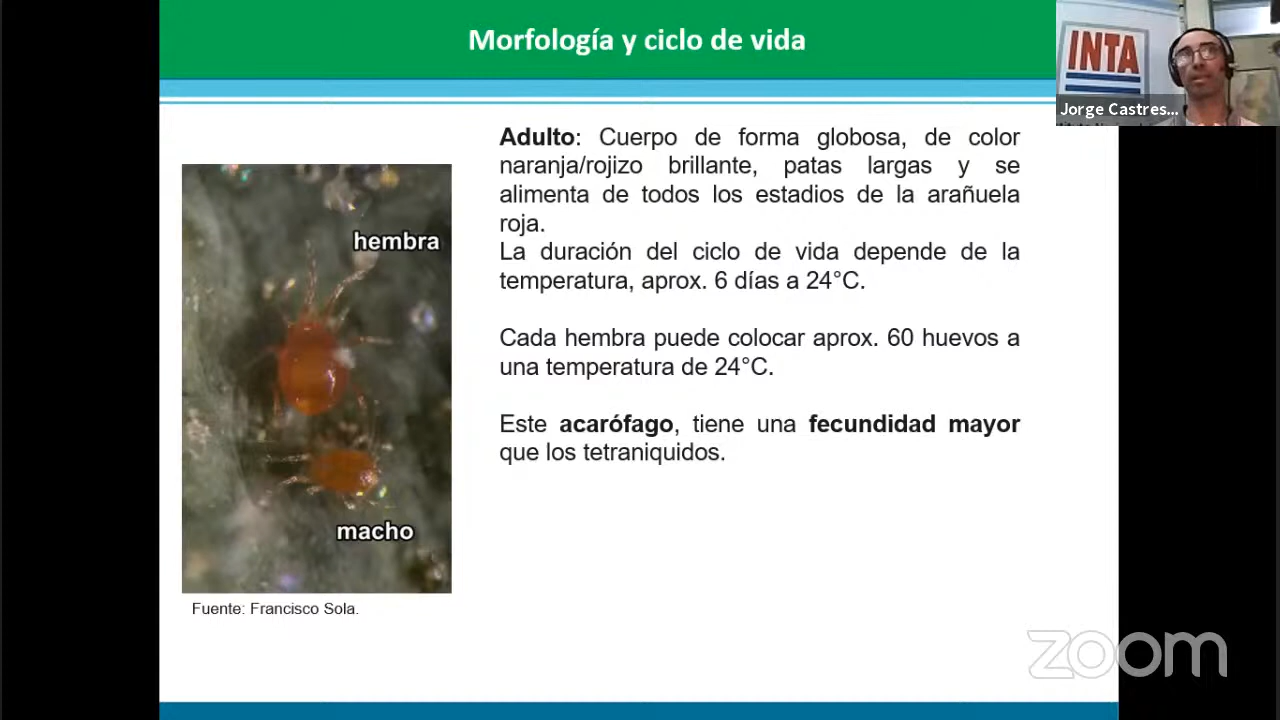 Morfología y ciclo de vida
INTA
Jorge Castres...
Adulto: Cuerpo de forma globosa, de color
naranja/rojizo brillante, patas largas y se
alimenta de todos los estadios de la arañuela
roja.
La duración del ciclo de vida depende de la
temperatura, aprox. 6 días a 24°C.
Cada hembra puede colocar aprox. 60 huevos a
una temperatura de 24°C.
Este acarófago, tiene una fecundidad mayor
que los tetraniquidos.
hembra
macho
Fuente: Francisco Sola.
zoom